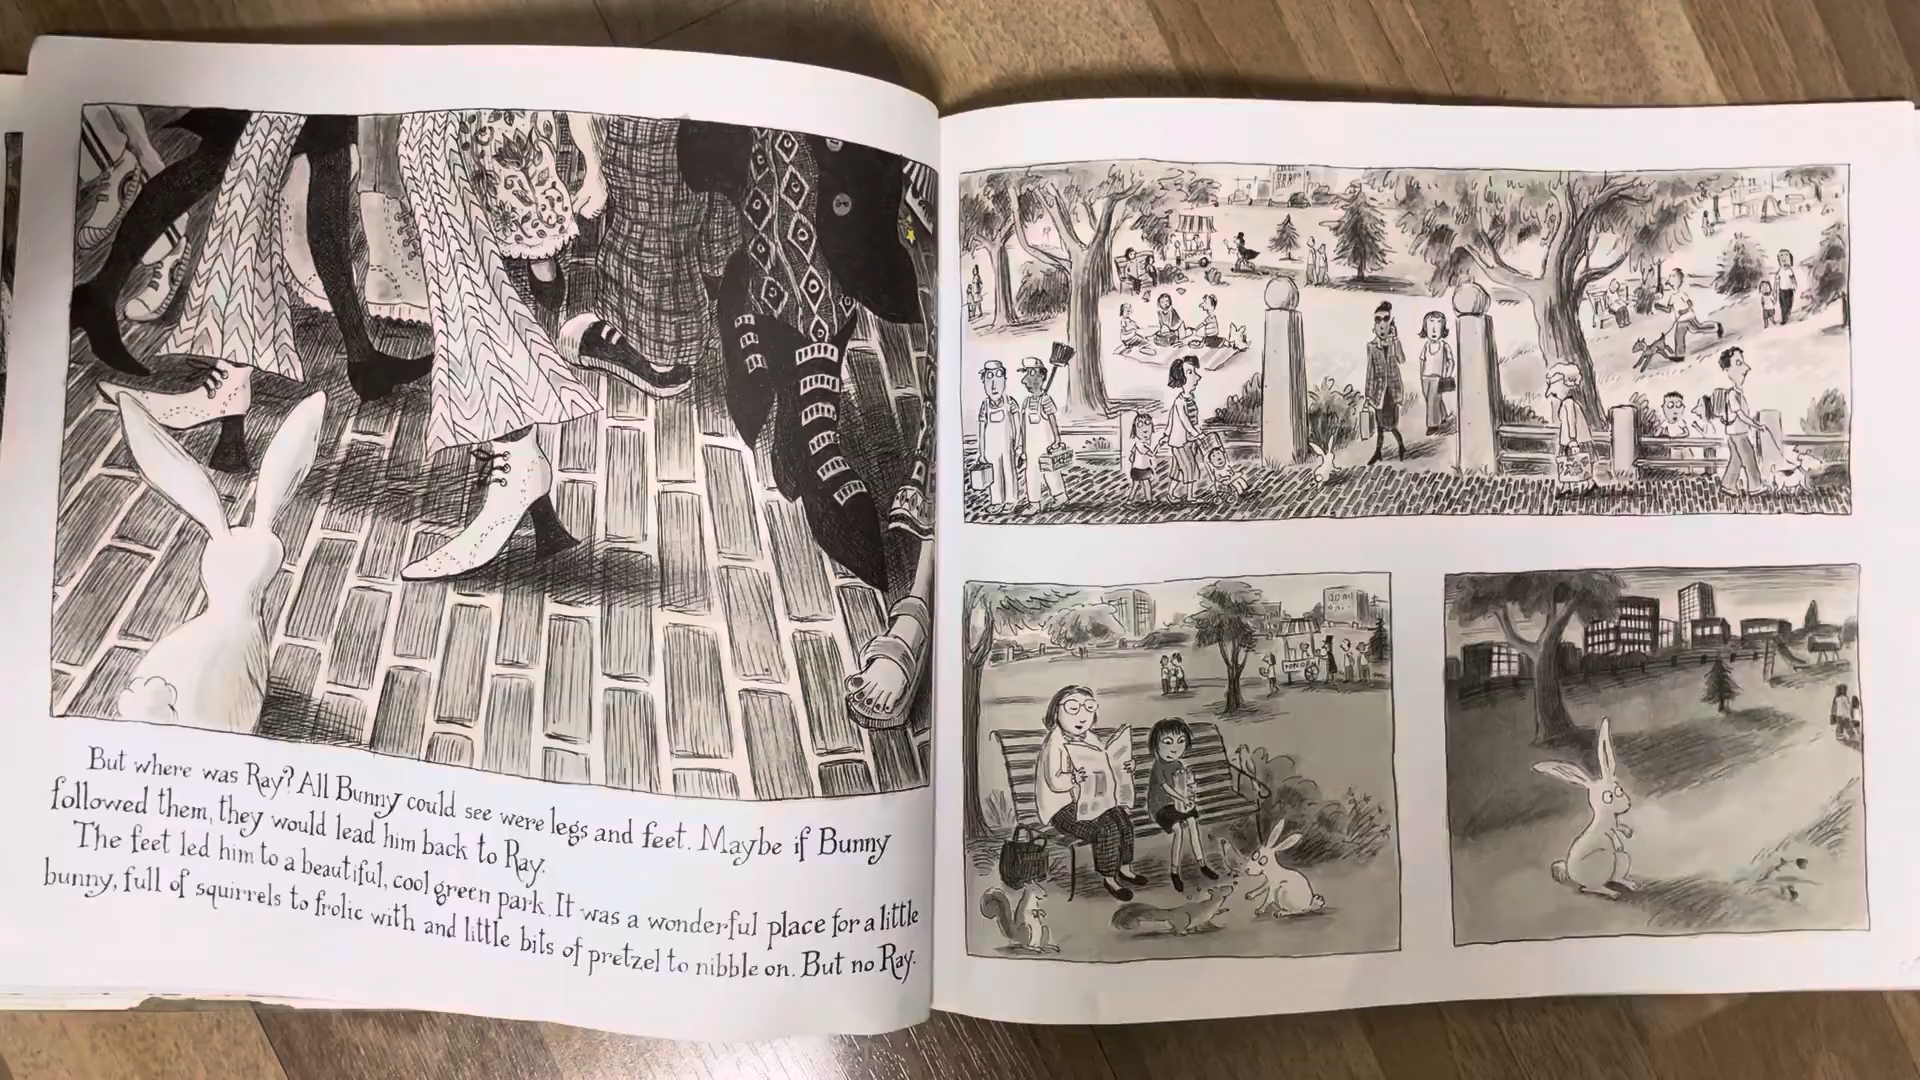 But where was Ray? All Bunny could see were legs and feet. Maybe if Bunny
followed them, they would lead him back to Ray.
The feet led him to a beautiful, cool green park. It was a wonderful place for a little
bunny, full of squirrels to frolic with and little bits of pretzel to nibble on. But no Ray.
POPCORN